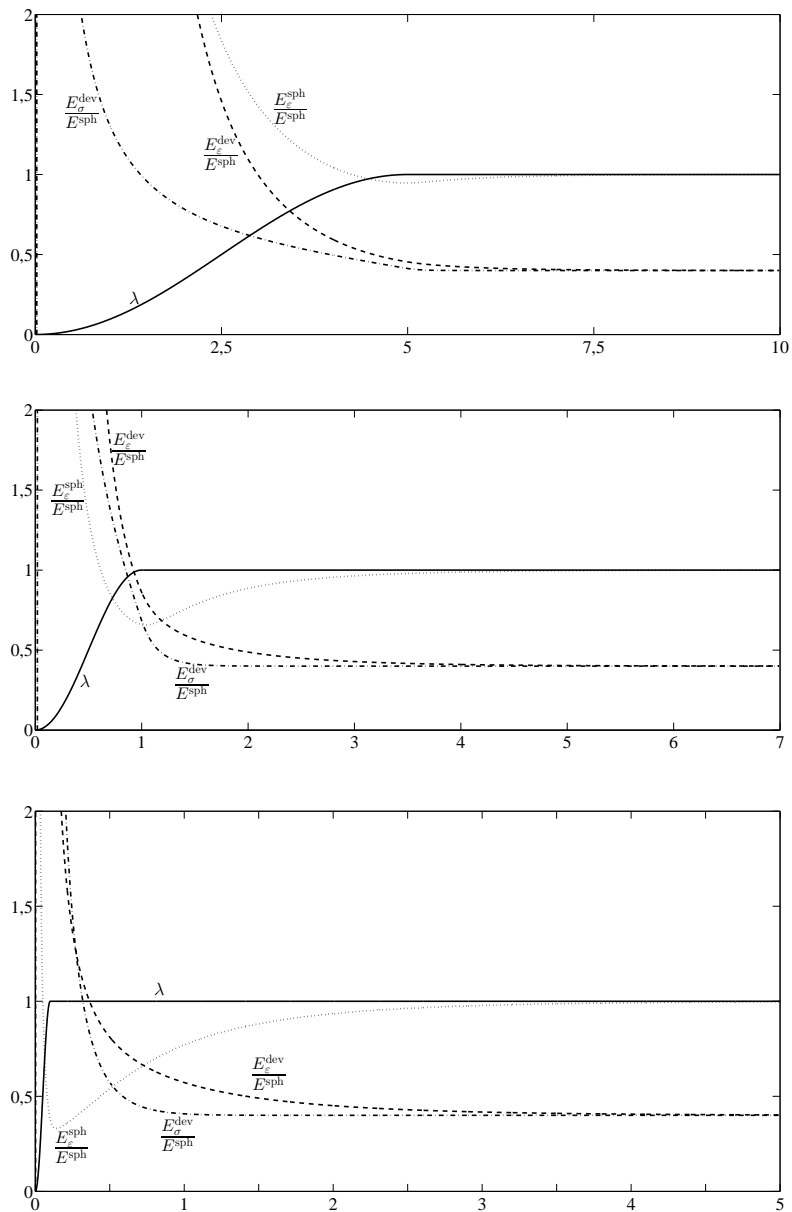 2
1,5
1
0,5
0
E_σ^dev / E^sph
E_ε^dev / E^sph
E_ε^sph / E^sph
λ
0 2,5 5 7,5 10
2
1,5
1
0,5
0
E_ε^dev / E^sph
E_ε^sph / E^sph
λ
E_σ^dev / E^sph
0 1 2 3 4 5 6 7
2
1,5
1
0,5
0
λ
E_ε^dev / E^sph
E_σ^dev / E^sph
E_ε^sph / E^sph
0 1 2 3 4 5